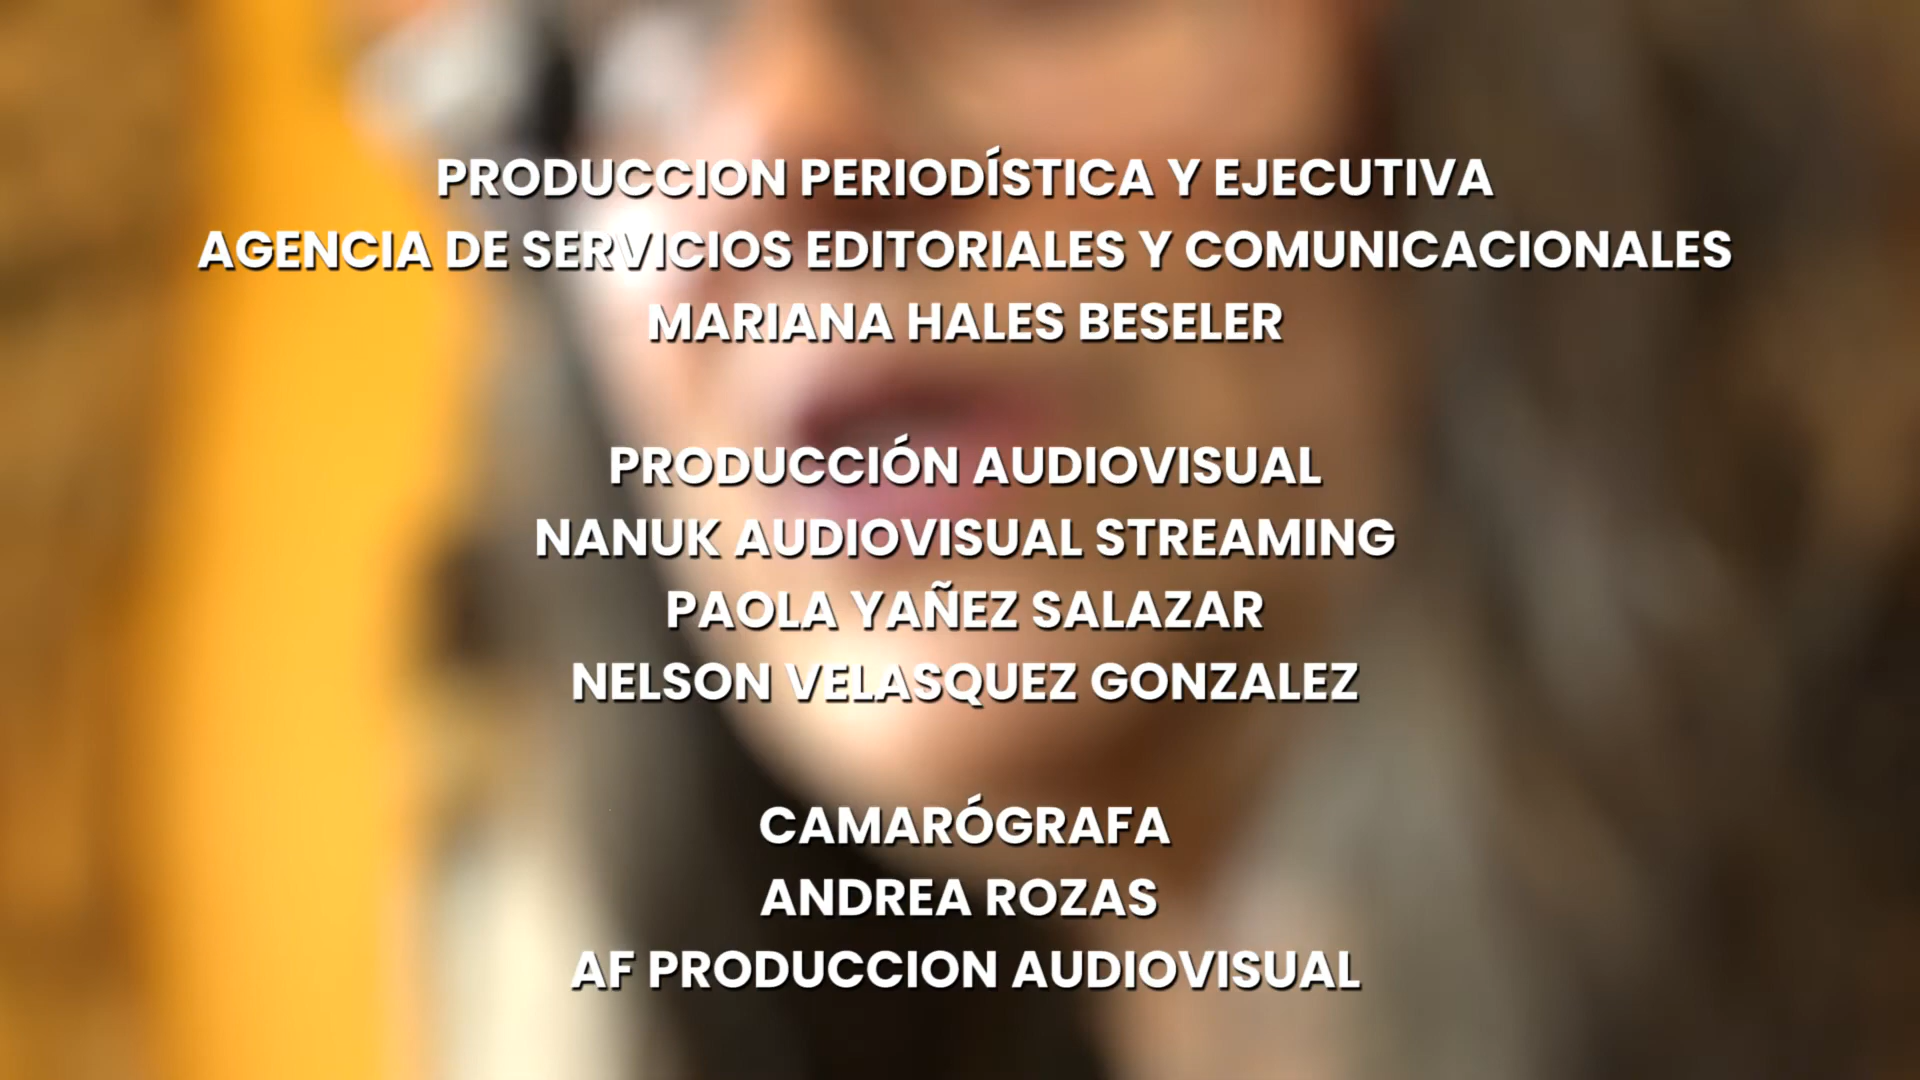 PRODUCCION PERIODÍSTICA Y EJECUTIVA
AGENCIA DE SERVICIOS EDITORIALES Y COMUNICACIONALES
MARIANA HALES BESELER
PRODUCCIÓN AUDIOVISUAL
NANUK AUDIOVISUAL STREAMING
PAOLA YAÑEZ SALAZAR
NELSON VELASQUEZ GONZALEZ
CAMARÓGRAFA
ANDREA ROZAS
AF PRODUCCION AUDIOVISUAL